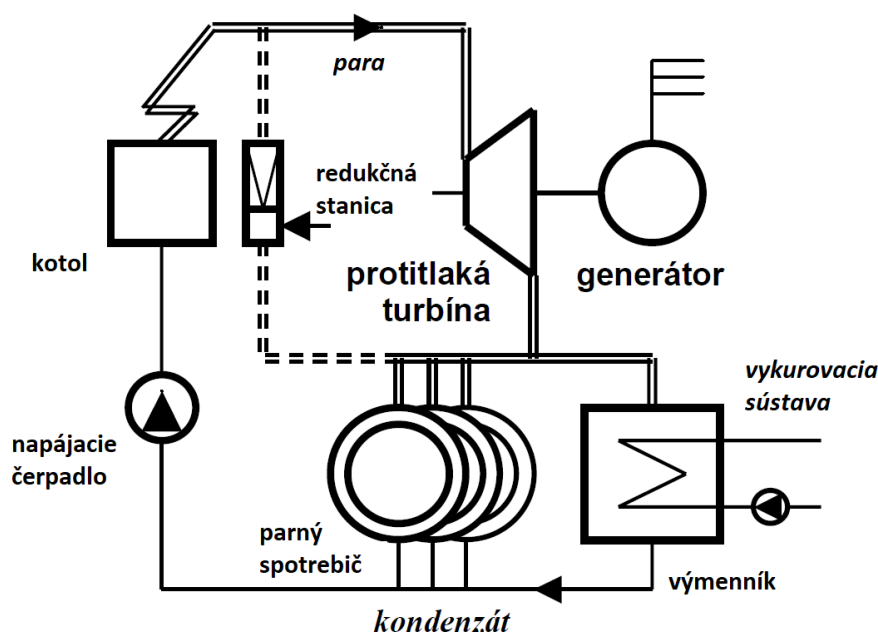 para
redukčná
stanica
kotol
protitlaká
turbína
generátor
vykurovacia
sústava
napájacie
čerpadlo
parný
spotrebič
výmenník
kondenzát